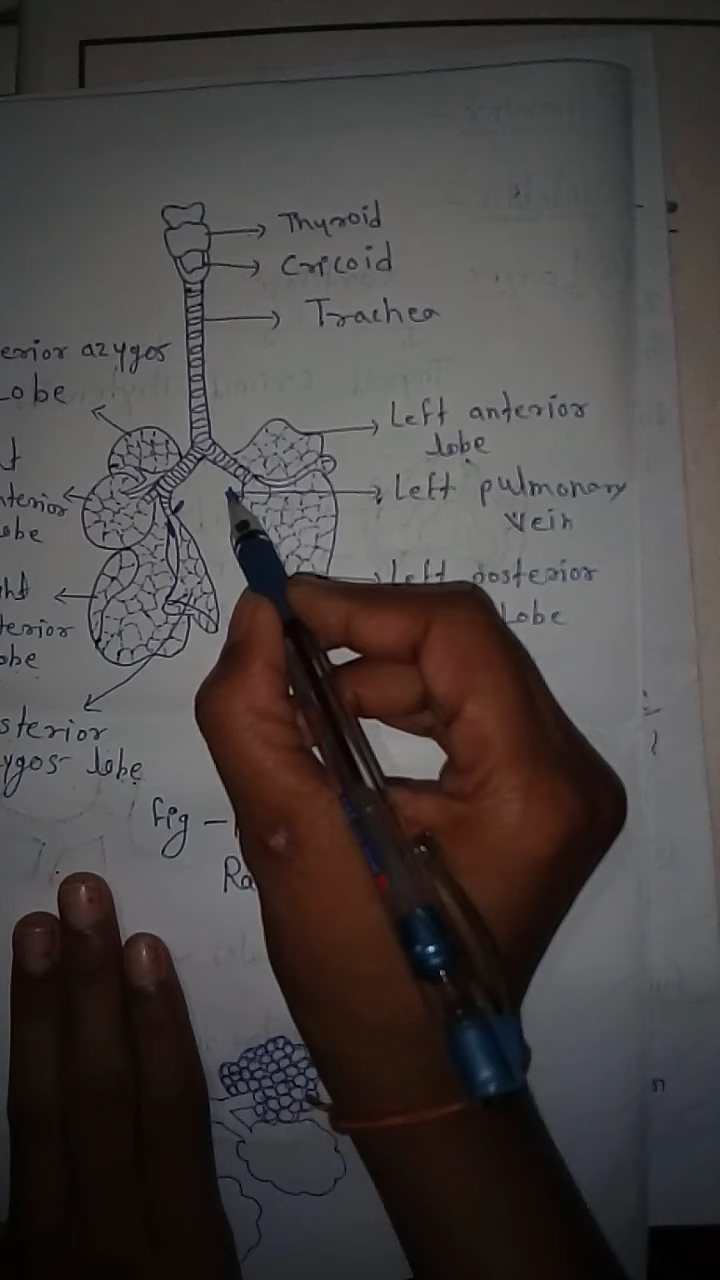 Thyroid
Cricoid
Trachea
erior azygos
Lobe
Left anterior
lobe
Left pulmonary
vein
Left posterior
Lobe
terior
obe
sterior
ygos lobe
Fig –
Ra